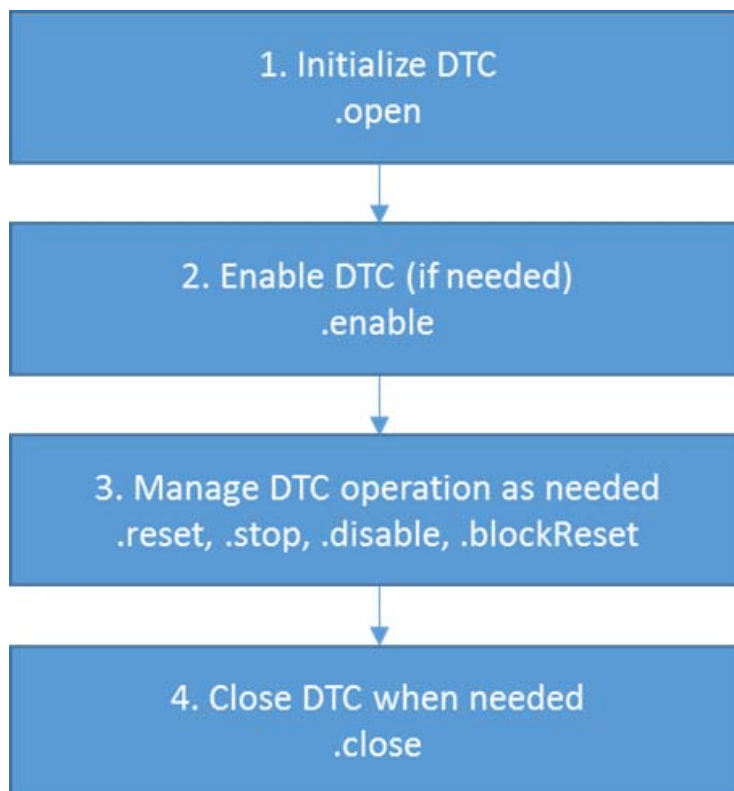 1. Initialize DTC
.open
2. Enable DTC (if needed)
.enable
3. Manage DTC operation as needed
.reset, .stop, .disable, .blockReset
4. Close DTC when needed
.close